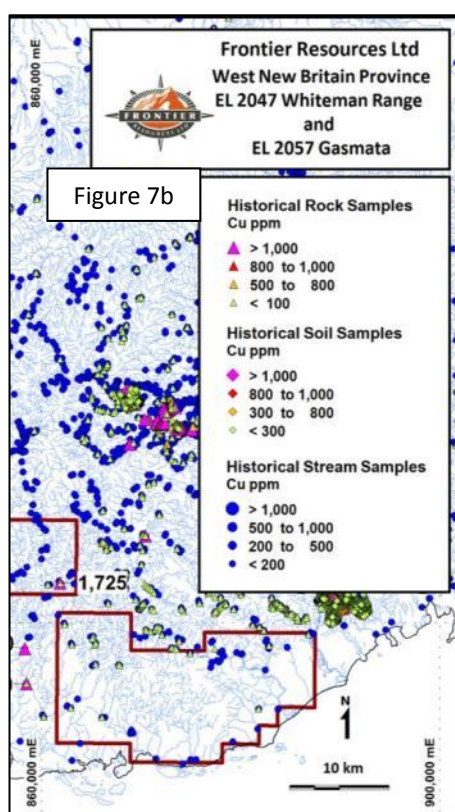 860,000 mE
Frontier Resources Ltd
West New Britain Province
EL 2047 Whiteman Range
and
EL 2057 Gasmata
FRONTIER
RESOURCES LTD
Figure 7b
Historical Rock Samples
Cu ppm
> 1,000
800 to 1,000
500 to 800
< 100
Historical Soil Samples
Cu ppm
> 1,000
800 to 1,000
300 to 800
< 300
Historical Stream Samples
Cu ppm
> 1,000
500 to 1,000
200 to 500
< 200
1,725
N
10 km
860,000 mE
900,000 mE